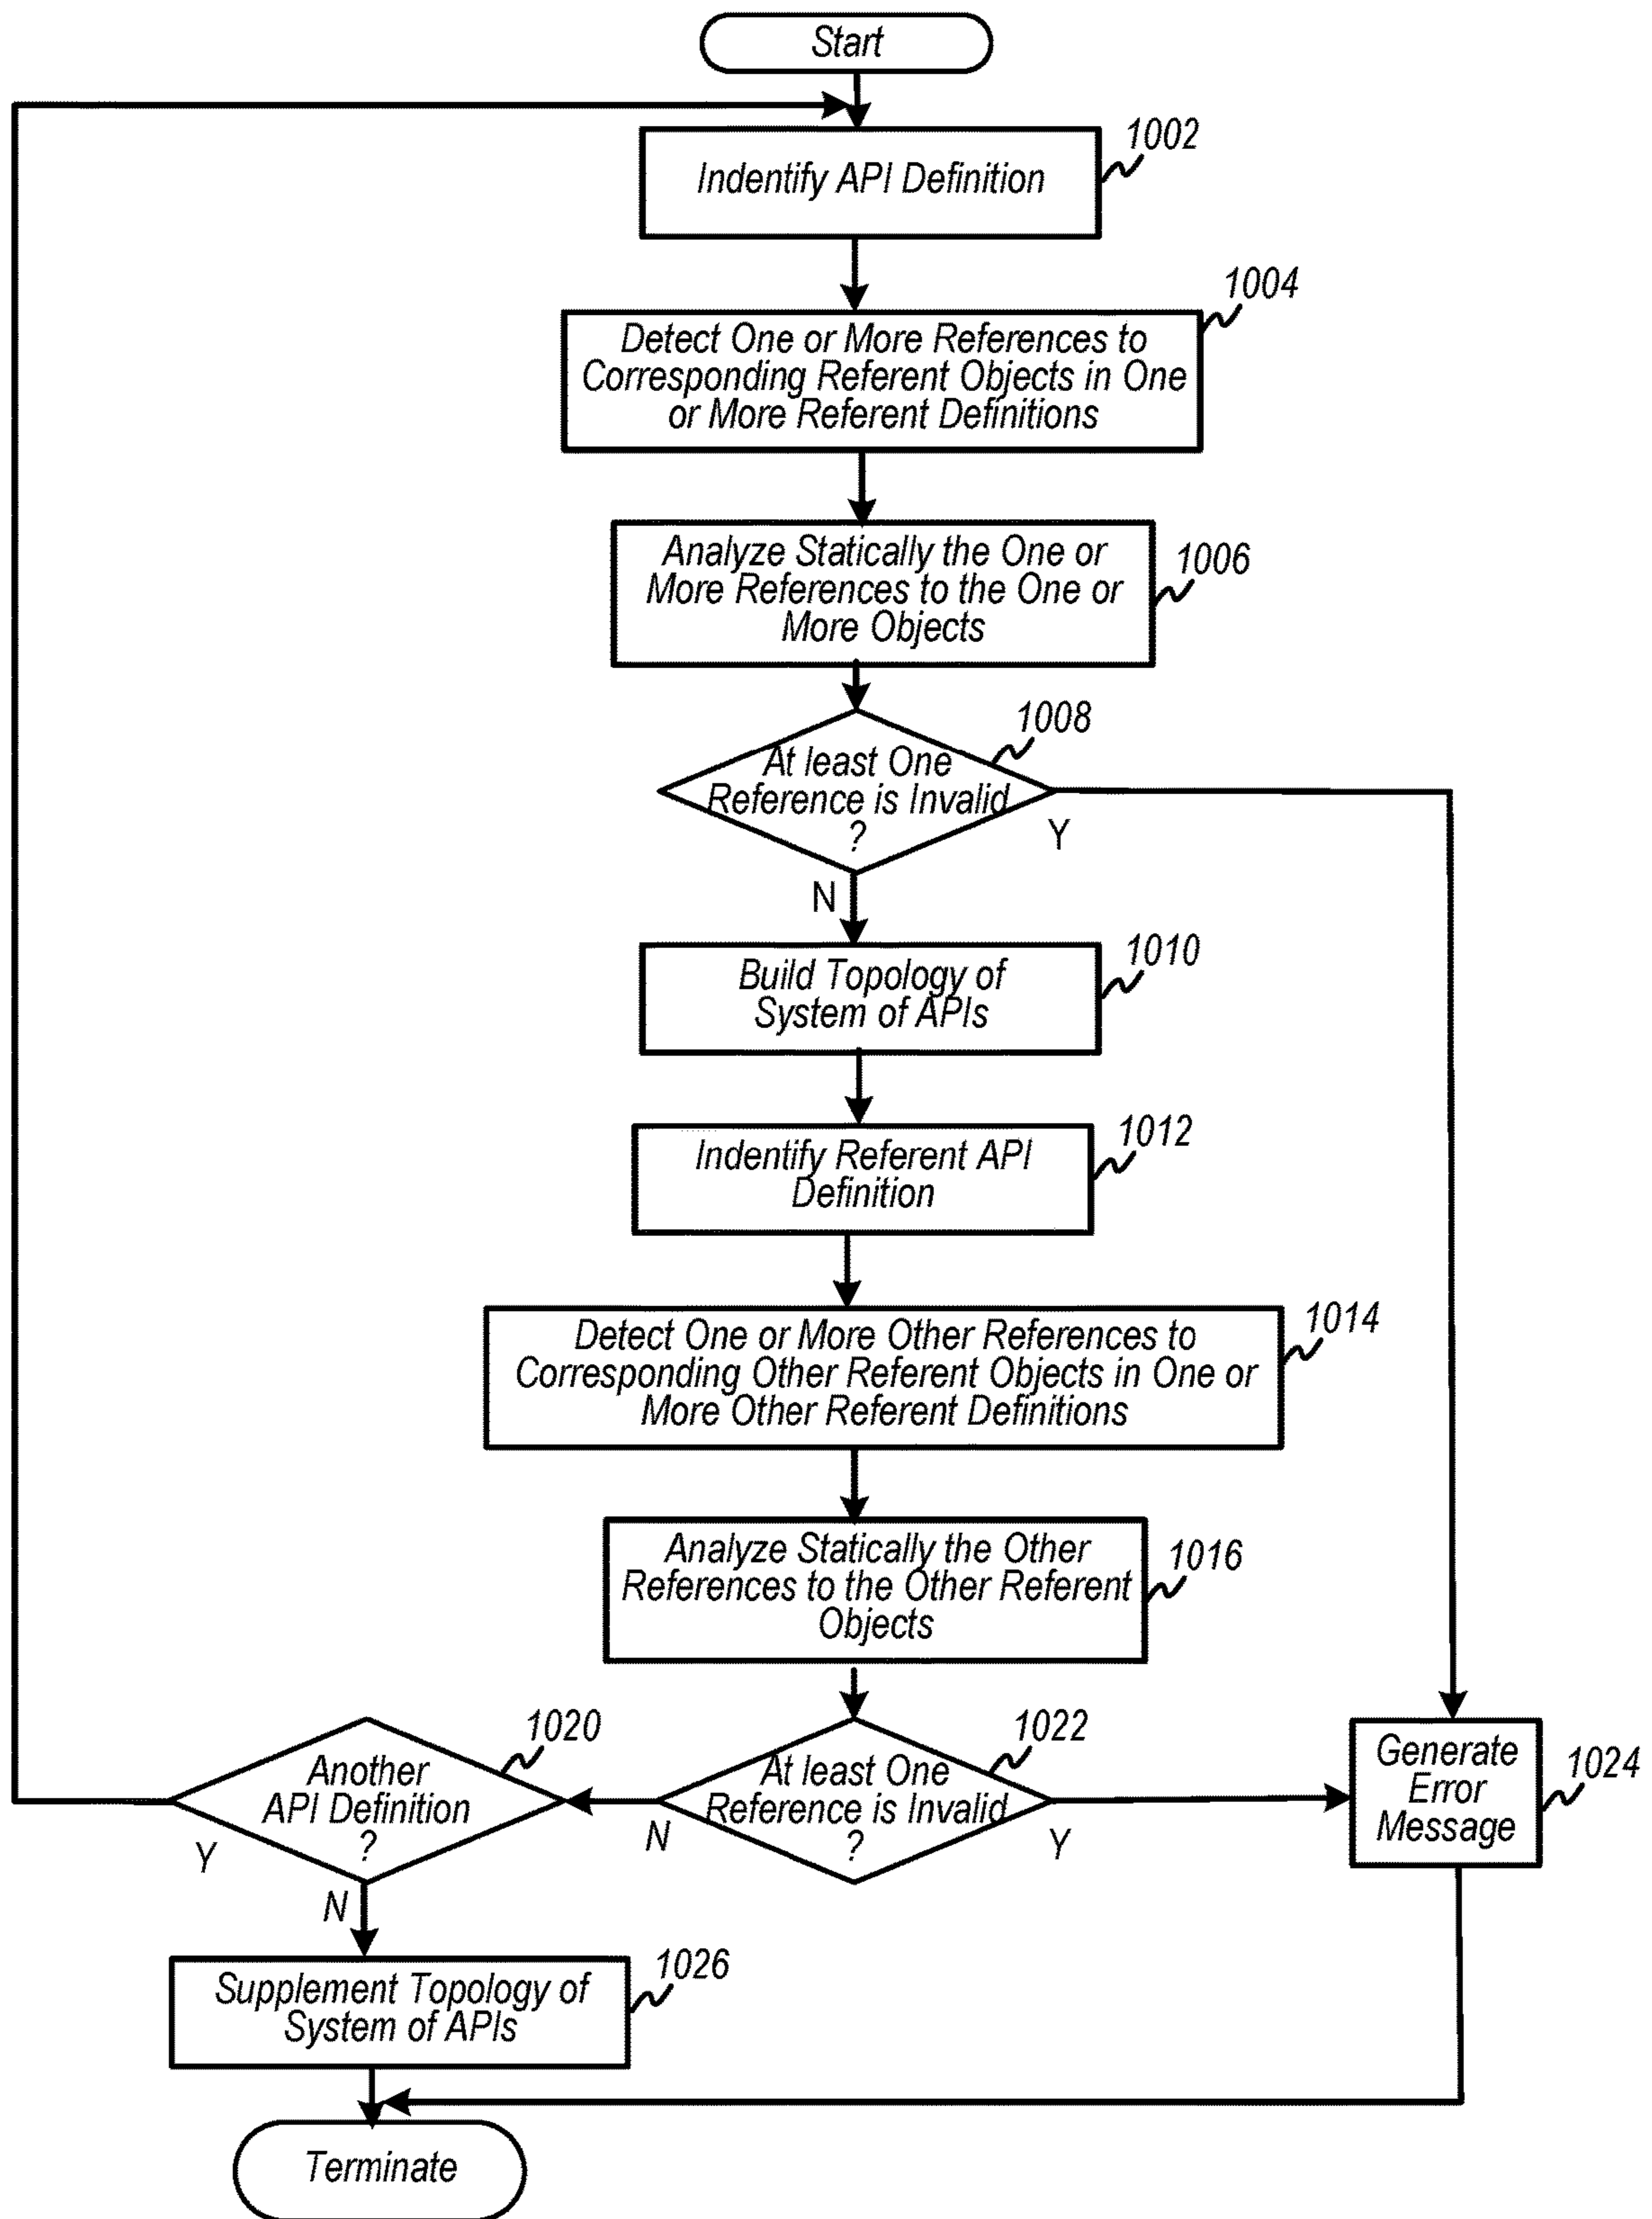 Start
1002
Indentify API Definition
1004
Detect One or More References to
Corresponding Referent Objects in One
or More Referent Definitions
1006
Analyze Statically the One or
More References to the One or
More Objects
1008
At least One
Reference is Invalid
?
Y
N
1010
Build Topology of
System of APIs
1012
Indentify Referent API
Definition
1014
Detect One or More Other References to
Corresponding Other Referent Objects in One or
More Other Referent Definitions
1016
Analyze Statically the Other
References to the Other Referent
Objects
1022
At least One
Reference is Invalid
?
Y
N
1020
Another
API Definition
?
Y
N
1024
Generate
Error
Message
1026
Supplement Topology of
System of APIs
Terminate